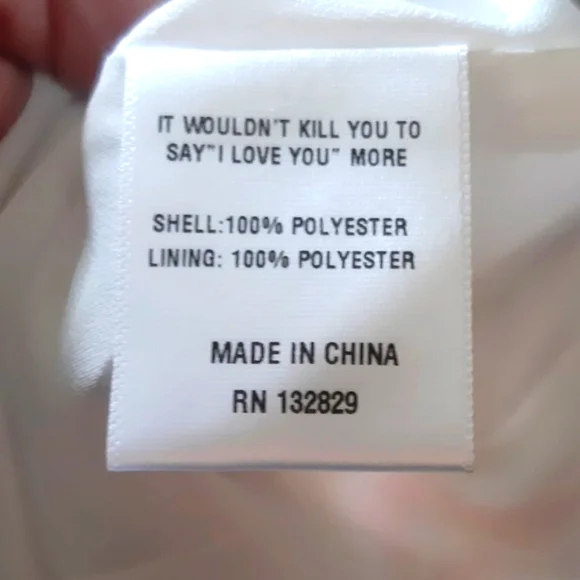 IT WOULDN'T KILL YOU TO
SAY"I LOVE YOU" MORE
SHELL:100% POLYESTER
LINING: 100% POLYESTER
MADE IN CHINA
RN 132829